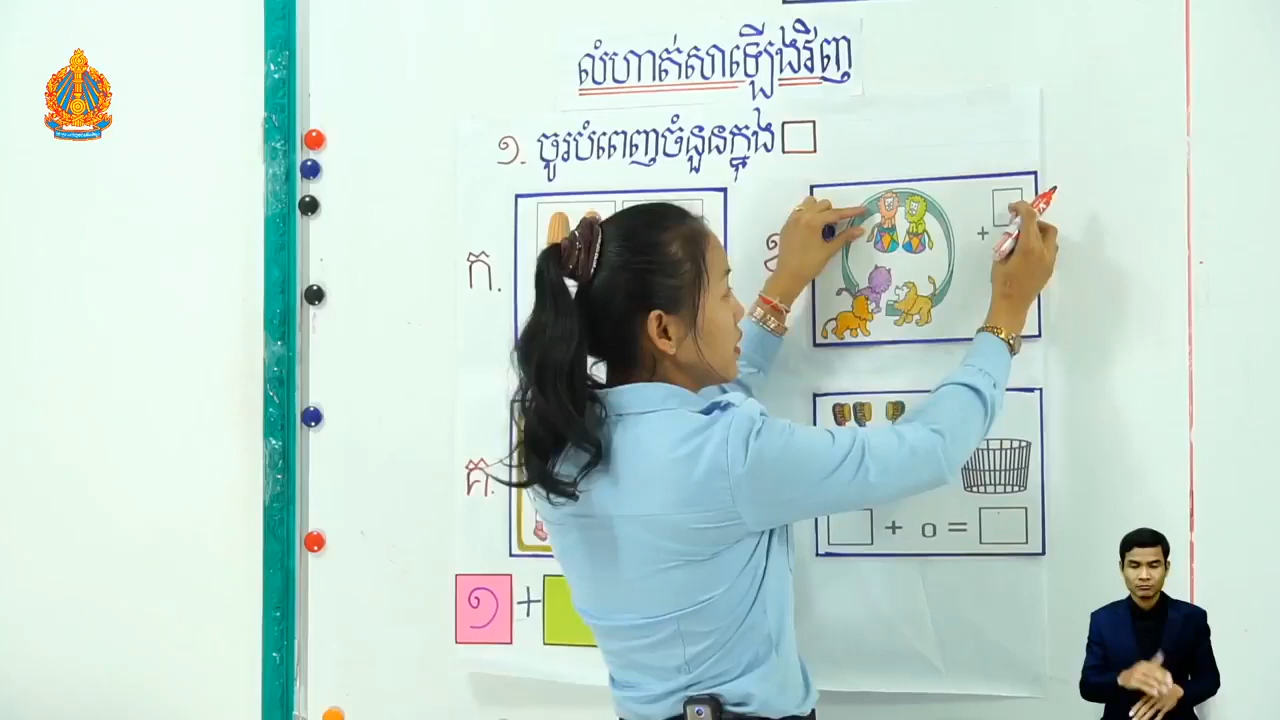 លំហាត់សាឡើងវិញ
១. ចូរបំពេញចំនួនក្នុង
ក.
+
គ.
+ ០ =
១ +